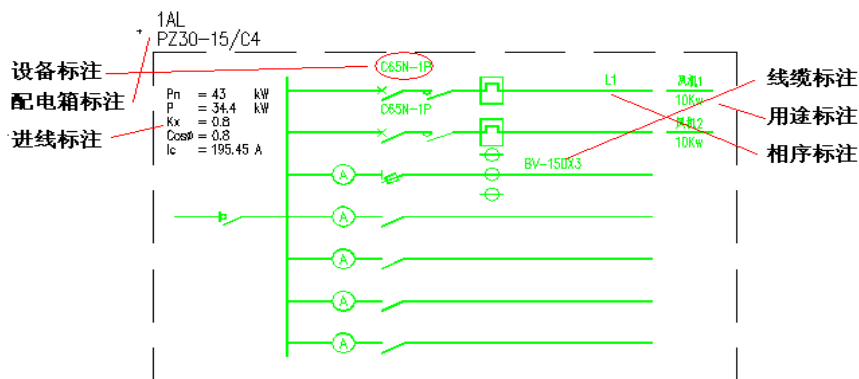 1AL
PZ30-15/C4
设备标注
配电箱标注
进线标注
Pn = 43 kW
P = 34.4 kW
Kx = 0.8
CosΦ = 0.8
Ic = 195.45 A
C65N-1P
C65N-1P
L1
风机1
10Kw
风机2
10Kw
BV-150X3
A
A
A
A
A
线缆标注
用途标注
相序标注